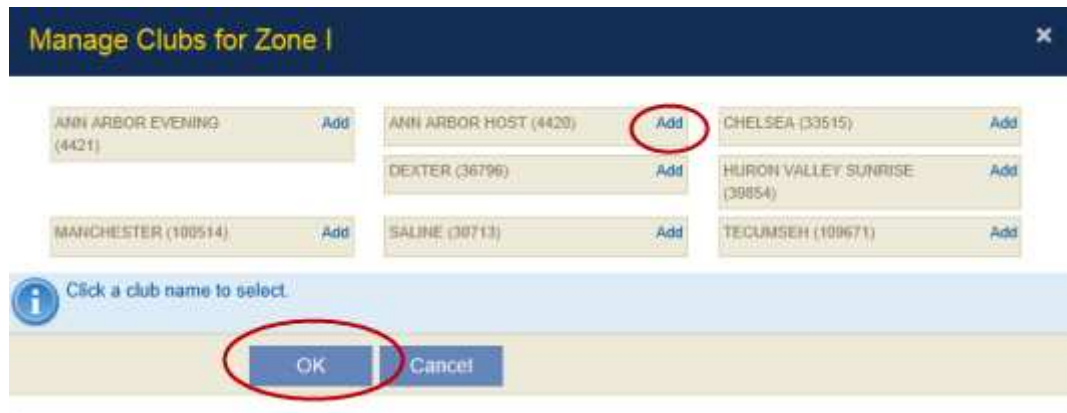 Manage Clubs for Zone I
×
ANN ARBOR EVENING Add
(4421)
ANN ARBOR HOST (4420) Add
CHELSEA (33515) Add
DEXTER (36796) Add
HURON VALLEY SUNRISE Add
(39854)
MANCHESTER (100514) Add
SALINE (30713) Add
TECUMSEH (109671) Add
Click a club name to select.
OK Cancel